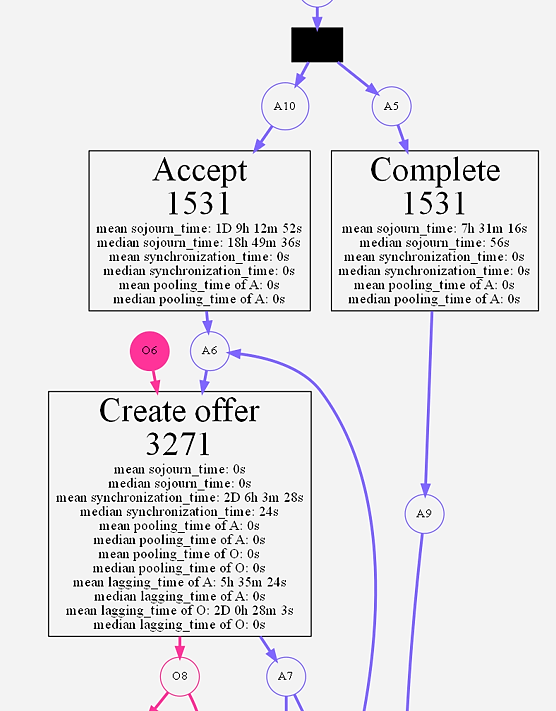 A10
A5
Accept
1531
mean sojourn_time: 1D 9h 12m 52s
median sojourn_time: 18h 49m 36s
mean synchronization_time: 0s
median synchronization_time: 0s
mean pooling_time of A: 0s
median pooling_time of A: 0s
Complete
1531
mean sojourn_time: 7h 31m 16s
median sojourn_time: 56s
mean synchronization_time: 0s
median synchronization_time: 0s
mean pooling_time of A: 0s
median pooling_time of A: 0s
O6
A6
Create offer
3271
mean sojourn_time: 0s
median sojourn_time: 0s
mean synchronization_time: 2D 6h 3m 28s
median synchronization_time: 24s
mean pooling_time of A: 0s
median pooling_time of A: 0s
mean pooling_time of O: 0s
median pooling_time of O: 0s
mean lagging_time of A: 5h 35m 24s
median lagging_time of A: 0s
mean lagging_time of O: 2D 0h 28m 3s
median lagging_time of O: 0s
A9
O8
A7